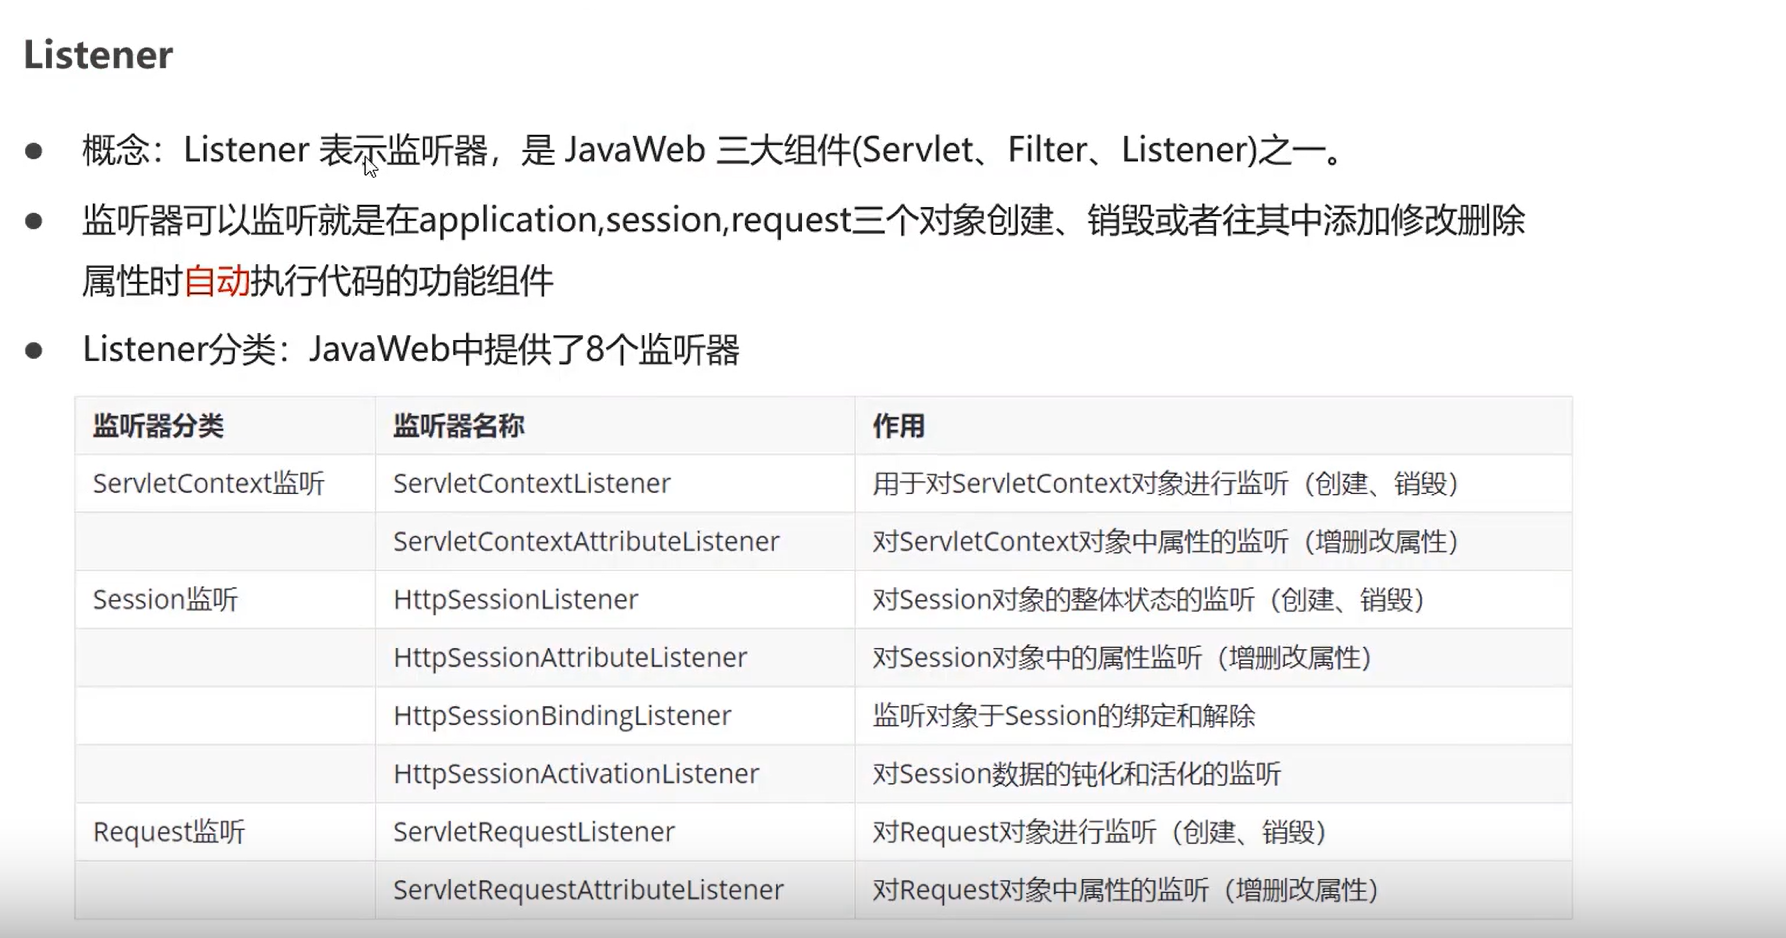 Listener
● 概念：Listener 表示监听器，是 JavaWeb 三大组件(Servlet、Filter、Listener)之一。
● 监听器可以监听就是在application,session,request三个对象创建、销毁或者往其中添加修改删除
属性时自动执行代码的功能组件
● Listener分类：JavaWeb中提供了8个监听器
监听器分类 监听器名称 作用
ServletContext监听 ServletContextListener 用于对ServletContext对象进行监听（创建、销毁）
ServletContextAttributeListener 对ServletContext对象中属性的监听（增删改属性）
Session监听 HttpSessionListener 对Session对象的整体状态的监听（创建、销毁）
HttpSessionAttributeListener 对Session对象中的属性监听（增删改属性）
HttpSessionBindingListener 监听对象于Session的绑定和解除
HttpSessionActivationListener 对Session数据的钝化和活化的监听
Request监听 ServletRequestListener 对Request对象进行监听（创建、销毁）
ServletRequestAttributeListener 对Request对象中属性的监听（增删改属性）